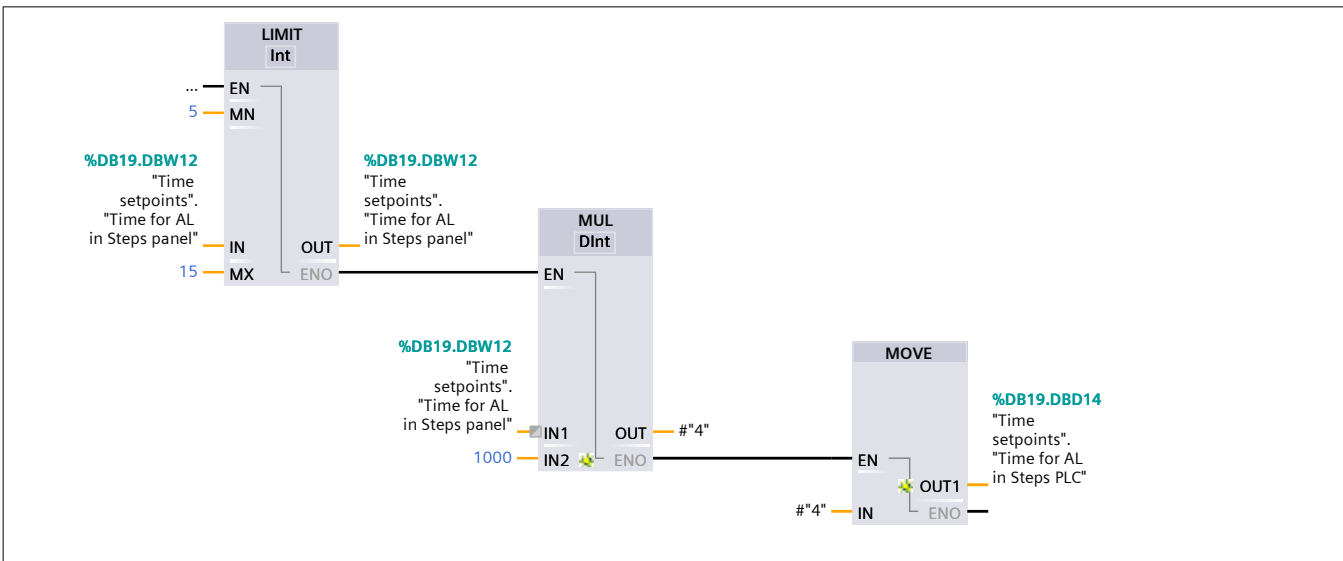 LIMIT
Int
... EN
5 MN
%DB19.DBW12
"Time
setpoints".
"Time for AL
in Steps panel"
IN
15 MX
%DB19.DBW12
"Time
setpoints".
"Time for AL
in Steps panel"
OUT
ENO
MUL
DInt
EN
%DB19.DBW12
"Time
setpoints".
"Time for AL
in Steps panel"
IN1
1000 IN2
OUT #"4"
ENO
MOVE
EN
#"4" IN
%DB19.DBD14
"Time
setpoints".
"Time for AL
in Steps PLC"
OUT1
ENO